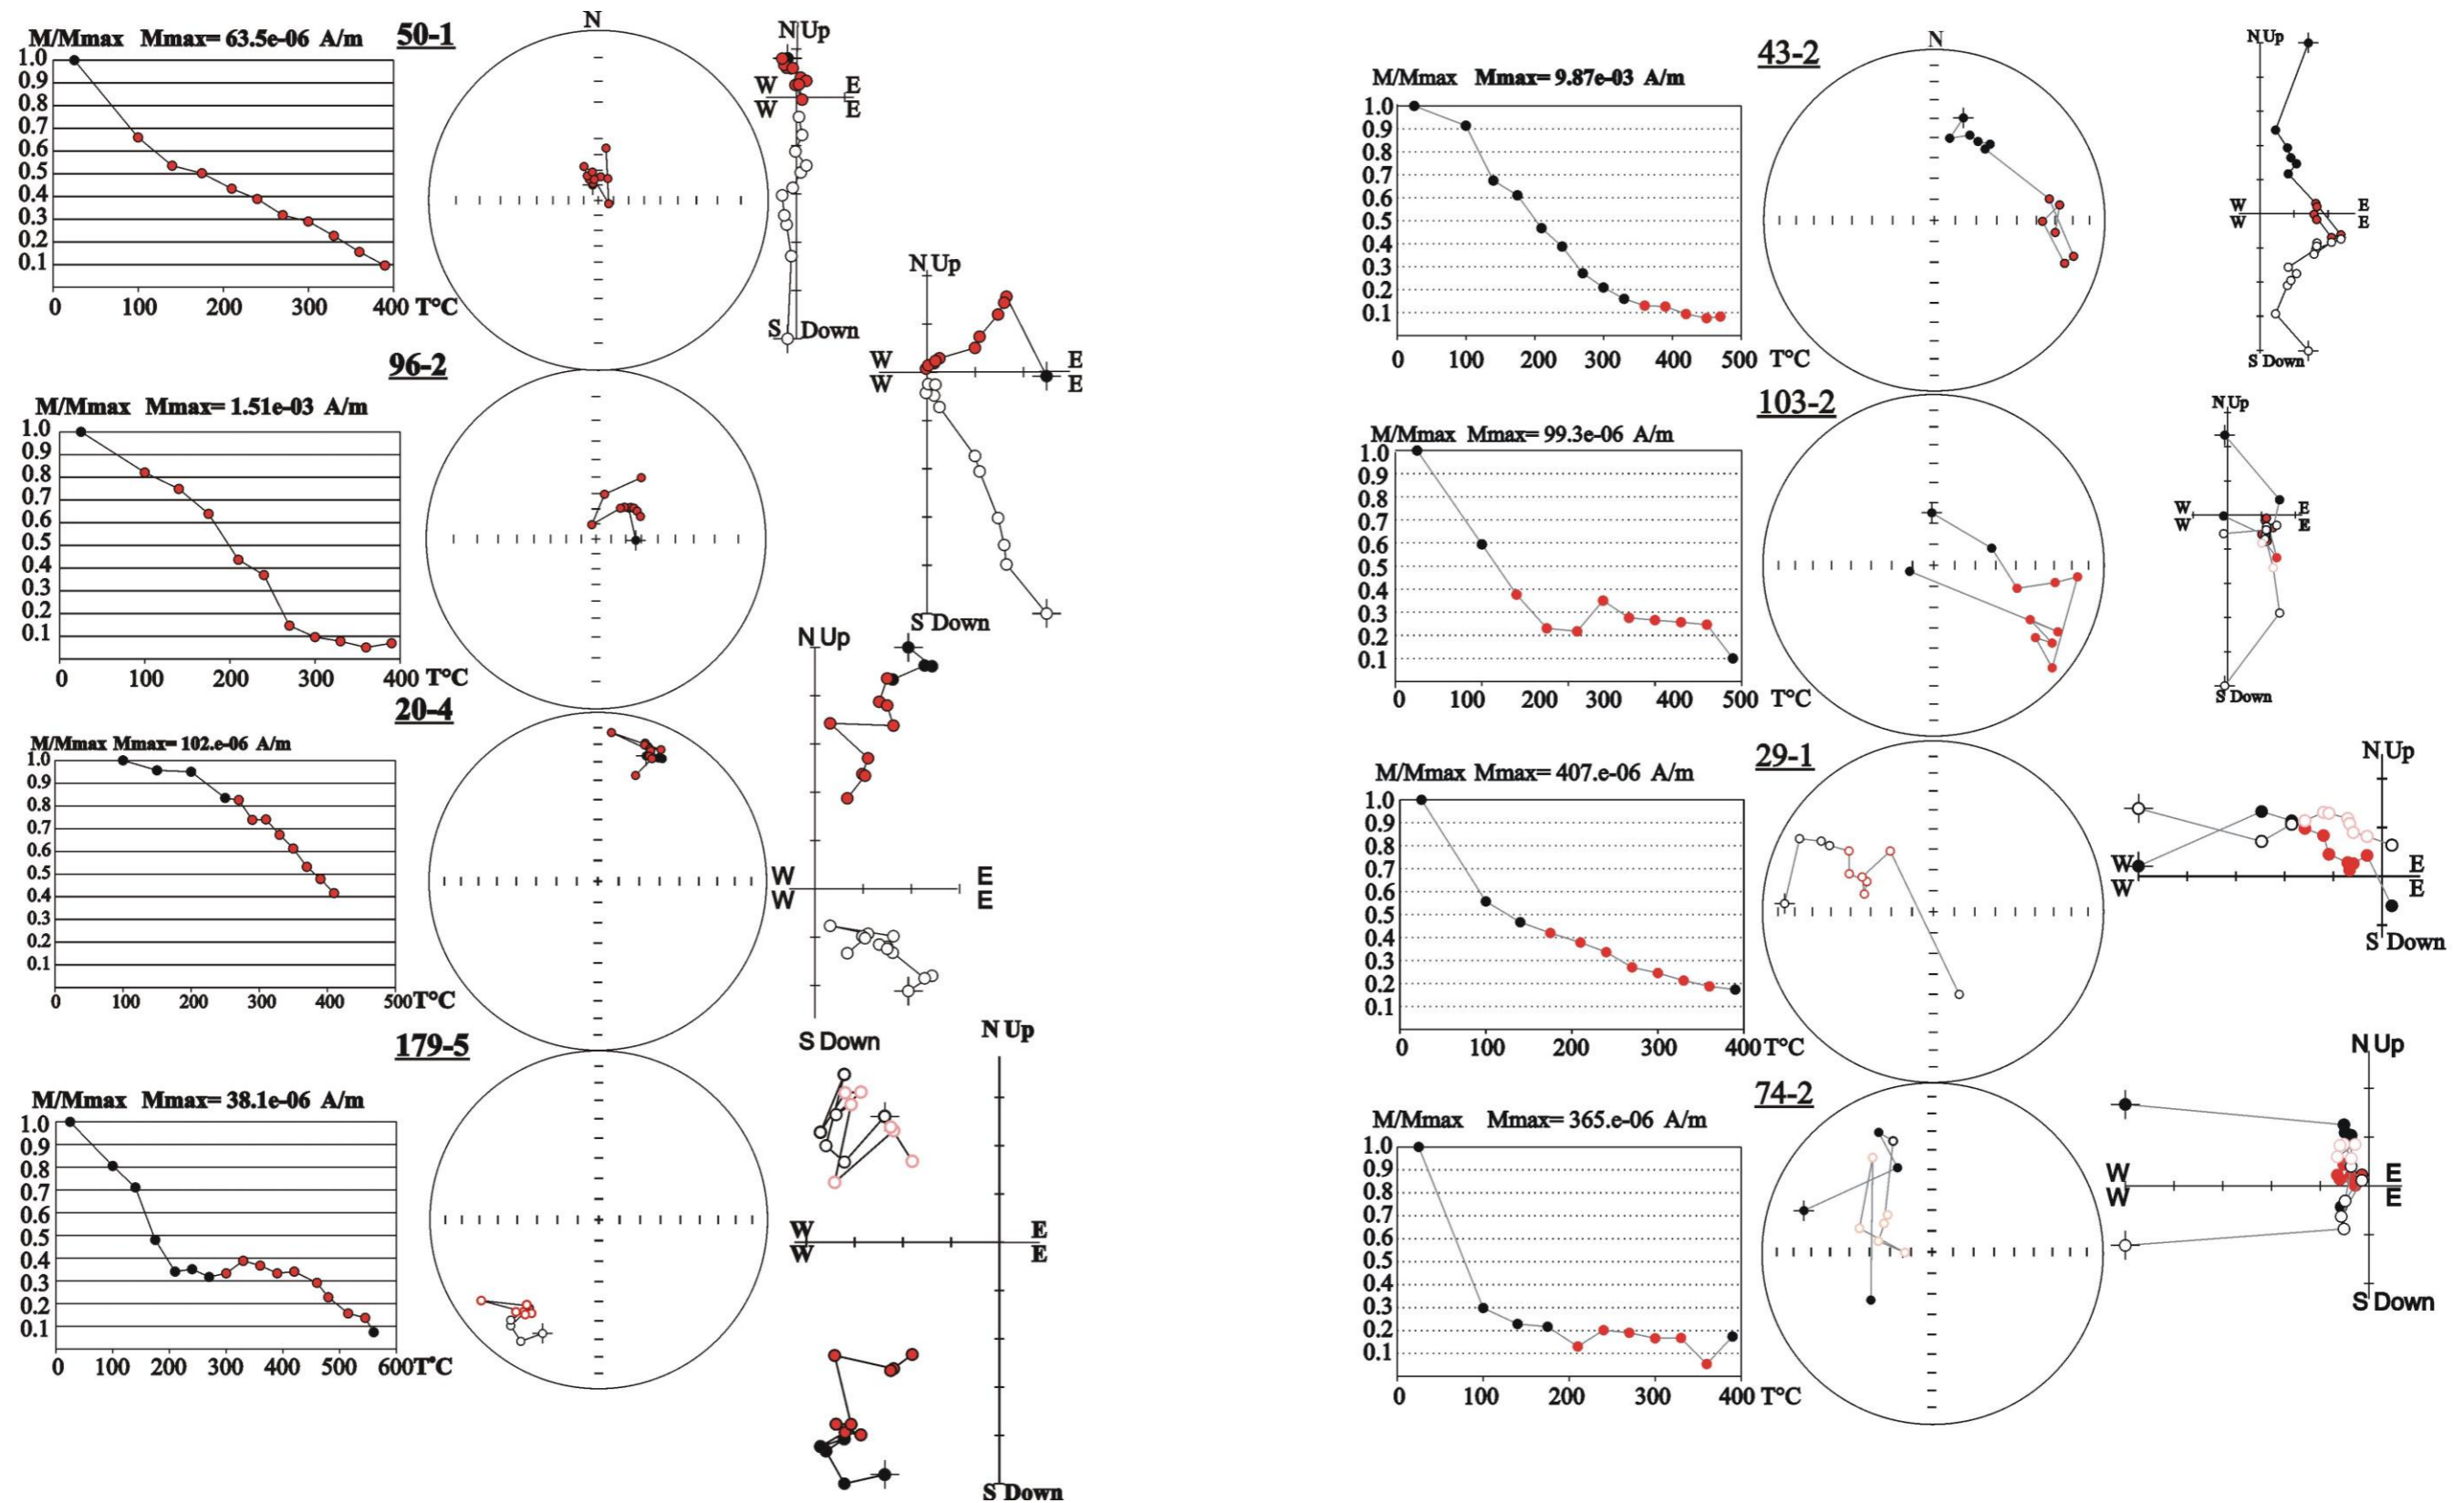 50-1
M/Mmax Mmax= 63.5e-06 A/m
1.0
0.9
0.8
0.7
0.6
0.5
0.4
0.3
0.2
0.1
0 100 200 300 400 T°C
N
N Up
W E
W E
S Down
96-2
M/Mmax Mmax= 1.51e-03 A/m
1.0
0.9
0.8
0.7
0.6
0.5
0.4
0.3
0.2
0.1
0 100 200 300 400 T°C
N Up
W E
W E
S Down
20-4
M/Mmax Mmax= 102.e-06 A/m
1.0
0.9
0.8
0.7
0.6
0.5
0.4
0.3
0.2
0.1
0 100 200 300 400 500T°C
N Up
W E
W E
S Down
179-5
M/Mmax Mmax= 38.1e-06 A/m
1.0
0.9
0.8
0.7
0.6
0.5
0.4
0.3
0.2
0.1
0 100 200 300 400 500 600T°C
N Up
W E
W E
S Down
43-2
M/Mmax Mmax= 9.87e-03 A/m
1.0
0.9
0.8
0.7
0.6
0.5
0.4
0.3
0.2
0.1
0 100 200 300 400 500 T°C
N
N Up
W E
W E
S Down
103-2
M/Mmax Mmax= 99.3e-06 A/m
1.0
0.9
0.8
0.7
0.6
0.5
0.4
0.3
0.2
0.1
0 100 200 300 400 500 T°C
N Up
W E
W E
S Down
29-1
M/Mmax Mmax= 407.e-06 A/m
1.0
0.9
0.8
0.7
0.6
0.5
0.4
0.3
0.2
0.1
0 100 200 300 400T°C
N Up
W E
W E
S Down
74-2
M/Mmax Mmax= 365.e-06 A/m
1.0
0.9
0.8
0.7
0.6
0.5
0.4
0.3
0.2
0.1
0 100 200 300 400 T°C
N Up
W E
W E
S Down